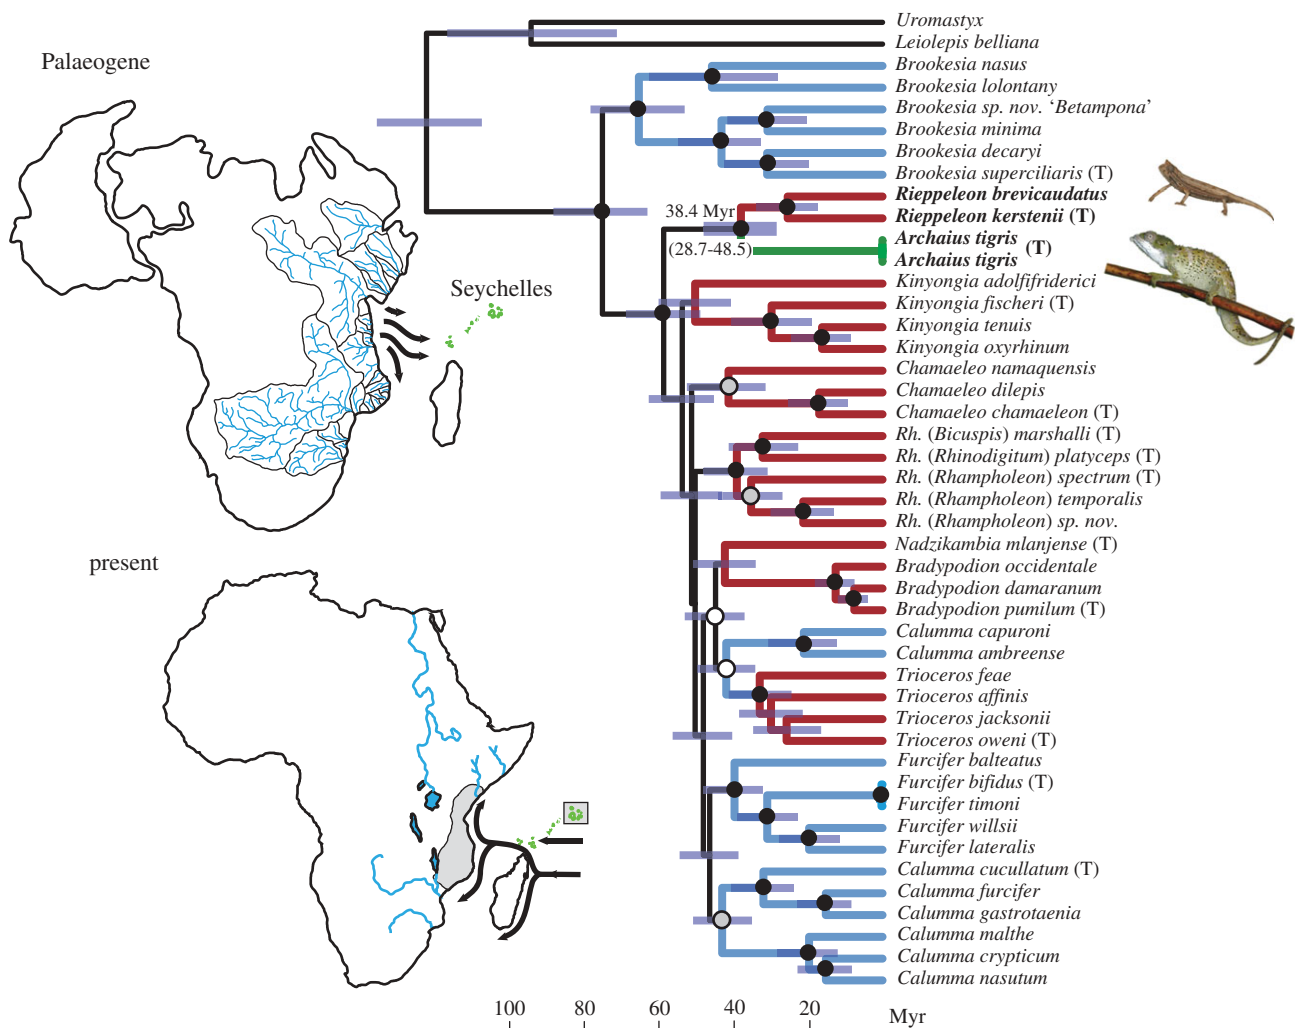 Palaeogene
Seychelles
present
Uromastyx
Leiolepis belliana
Brookesia nasus
Brookesia lolontany
Brookesia sp. nov. ‘Betampona’
Brookesia minima
Brookesia decaryi
Brookesia superciliaris (T)
Rieppeleon brevicaudatus
38.4 Myr
Rieppeleon kerstenii (T)
(28.7-48.5)
Archaius tigris
(T)
Archaius tigris
Kinyongia adolfifriderici
Kinyongia fischeri (T)
Kinyongia tenuis
Kinyongia oxyrhinum
Chamaeleo namaquensis
Chamaeleo dilepis
Chamaeleo chamaeleon (T)
Rh. (Bicuspis) marshalli (T)
Rh. (Rhinodigitum) platyceps (T)
Rh. (Rhampholeon) spectrum (T)
Rh. (Rhampholeon) temporalis
Rh. (Rhampholeon) sp. nov.
Nadzikambia mlanjense (T)
Bradypodion occidentale
Bradypodion damaranum
Bradypodion pumilum (T)
Calumma capuroni
Calumma ambreense
Trioceros feae
Trioceros affinis
Trioceros jacksonii
Trioceros oweni (T)
Furcifer balteatus
Furcifer bifidus (T)
Furcifer timoni
Furcifer willsii
Furcifer lateralis
Calumma cucullatum (T)
Calumma furcifer
Calumma gastrotaenia
Calumma malthe
Calumma crypticum
Calumma nasutum
100 80 60 40 20 Myr